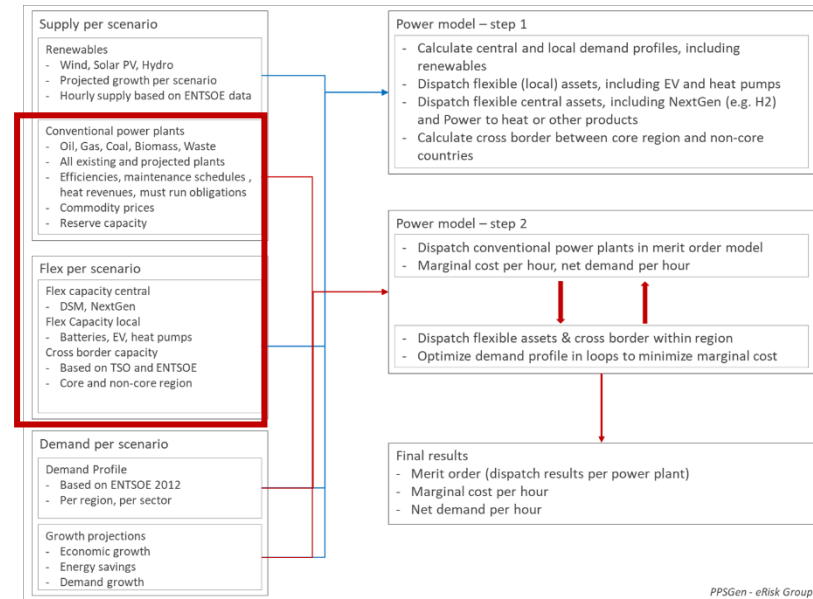 Supply per scenario
Renewables
- Wind, Solar PV, Hydro
- Projected growth per scenario
- Hourly supply based on ENTSOE data
Conventional power plants
- Oil, Gas, Coal, Biomass, Waste
- All existing and projected plants
- Efficiencies, maintenance schedules ,
heat revenues, must run obligations
- Commodity prices
- Reserve capacity
Flex per scenario
Flex capacity central
- DSM, NextGen
Flex Capacity local
- Batteries, EV, heat pumps
Cross border capacity
- Based on TSO and ENTSOE
- Core and non-core region
Demand per scenario
Demand Profile
- Based on ENTSOE 2012
- Per region, per sector
Growth projections
- Economic growth
- Energy savings
- Demand growth
Power model – step 1
- Calculate central and local demand profiles, including
renewables
- Dispatch flexible (local) assets, including EV and heat pumps
- Dispatch flexible central assets, including NextGen (e.g. H2)
and Power to heat or other products
- Calculate cross border between core region and non-core
countries
Power model – step 2
- Dispatch conventional power plants in merit order model
- Marginal cost per hour, net demand per hour
- Dispatch flexible assets & cross border within region
- Optimize demand profile in loops to minimize marginal cost
Final results
- Merit order (dispatch results per power plant)
- Marginal cost per hour
- Net demand per hour
PPSGen - eRisk Group